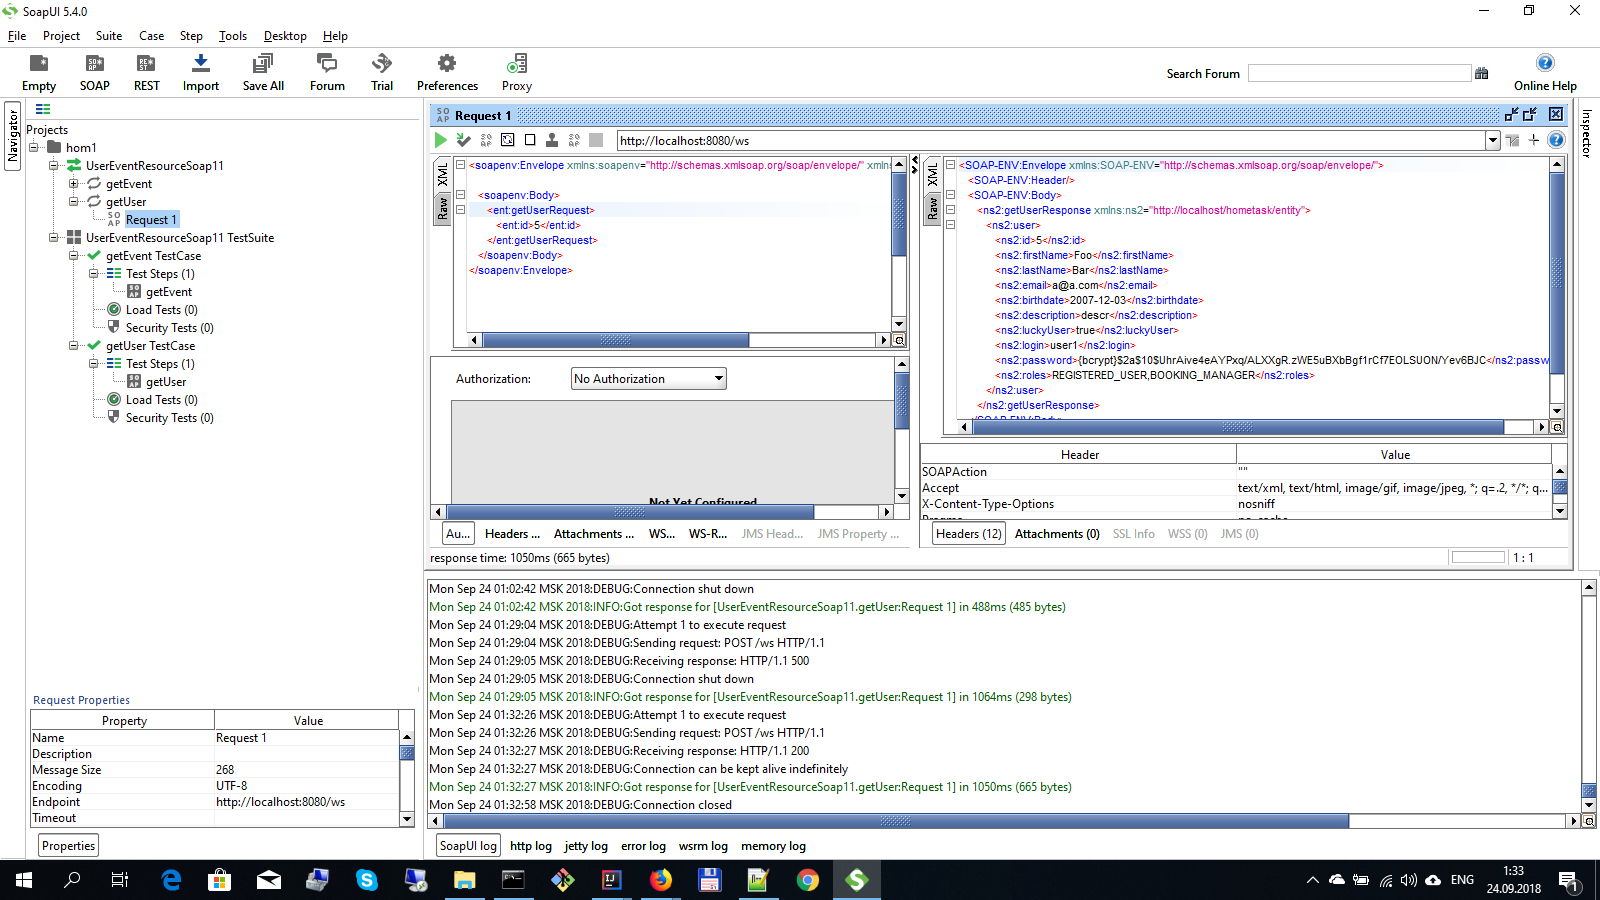 SoapUI 5.4.0
File Project Suite Case Step Tools Desktop Help
Empty SOAP REST Import Save All Forum Trial Preferences Proxy
Search Forum
Online Help
Navigator
Projects
hom1
UserEventResourceSoap11
getEvent
getUser
Request 1
UserEventResourceSoap11 TestSuite
getEvent TestCase
Test Steps (1)
getEvent
Load Tests (0)
Security Tests (0)
getUser TestCase
Test Steps (1)
getUser
Load Tests (0)
Security Tests (0)
Request Properties
Property Value
Name Request 1
Description
Message Size 268
Encoding UTF-8
Endpoint http://localhost:8080/ws
Timeout
Properties
Request 1
http://localhost:8080/ws
XML
Raw
<soapenv:Envelope xmlns:soapenv="http://schemas.xmlsoap.org/soap/envelope/" xmlns
<soapenv:Body>
<ent:getUserRequest>
<ent:id>5</ent:id>
</ent:getUserRequest>
</soapenv:Body>
</soapenv:Envelope>
Authorization: No Authorization
Not Yet Configured
Au... Headers ... Attachments ... WS... WS-R... JMS Head... JMS Property ...
XML
Raw
<SOAP-ENV:Envelope xmlns:SOAP-ENV="http://schemas.xmlsoap.org/soap/envelope/">
<SOAP-ENV:Header/>
<SOAP-ENV:Body>
<ns2:getUserResponse xmlns:ns2="http://localhost/hometask/entity">
<ns2:user>
<ns2:id>5</ns2:id>
<ns2:firstName>Foo</ns2:firstName>
<ns2:lastName>Bar</ns2:lastName>
<ns2:email>a@a.com</ns2:email>
<ns2:birthdate>2007-12-03</ns2:birthdate>
<ns2:description>descr</ns2:description>
<ns2:luckyUser>true</ns2:luckyUser>
<ns2:login>user1</ns2:login>
<ns2:password>{bcrypt}$2a$10$UhrAive4eAYPxq/ALXXgR.zWE5uBXbBgf1rCf7EOLSUON/Yev6BJC</ns2:passw
<ns2:roles>REGISTERED_USER,BOOKING_MANAGER</ns2:roles>
</ns2:user>
</ns2:getUserResponse>
</SOAP-ENV:Body>
Header Value
SOAPAction ""
Accept text/xml, text/html, image/gif, image/jpeg, *; q=.2, */*; q...
X-Content-Type-Options nosniff
Pragma no-cache
Headers (12) Attachments (0) SSL Info WSS (0) JMS (0)
response time: 1050ms (665 bytes)
1 : 1
Inspector
Mon Sep 24 01:02:42 MSK 2018:DEBUG:Connection shut down
Mon Sep 24 01:02:42 MSK 2018:INFO:Got response for [UserEventResourceSoap11.getUser:Request 1] in 488ms (485 bytes)
Mon Sep 24 01:29:04 MSK 2018:DEBUG:Attempt 1 to execute request
Mon Sep 24 01:29:04 MSK 2018:DEBUG:Sending request: POST /ws HTTP/1.1
Mon Sep 24 01:29:05 MSK 2018:DEBUG:Receiving response: HTTP/1.1 500
Mon Sep 24 01:29:05 MSK 2018:DEBUG:Connection shut down
Mon Sep 24 01:29:05 MSK 2018:INFO:Got response for [UserEventResourceSoap11.getUser:Request 1] in 1064ms (298 bytes)
Mon Sep 24 01:32:26 MSK 2018:DEBUG:Attempt 1 to execute request
Mon Sep 24 01:32:26 MSK 2018:DEBUG:Sending request: POST /ws HTTP/1.1
Mon Sep 24 01:32:27 MSK 2018:DEBUG:Receiving response: HTTP/1.1 200
Mon Sep 24 01:32:27 MSK 2018:DEBUG:Connection can be kept alive indefinitely
Mon Sep 24 01:32:27 MSK 2018:INFO:Got response for [UserEventResourceSoap11.getUser:Request 1] in 1050ms (665 bytes)
Mon Sep 24 01:32:58 MSK 2018:DEBUG:Connection closed
SoapUI log http log jetty log error log wsrm log memory log
ENG
1:33
24.09.2018
1